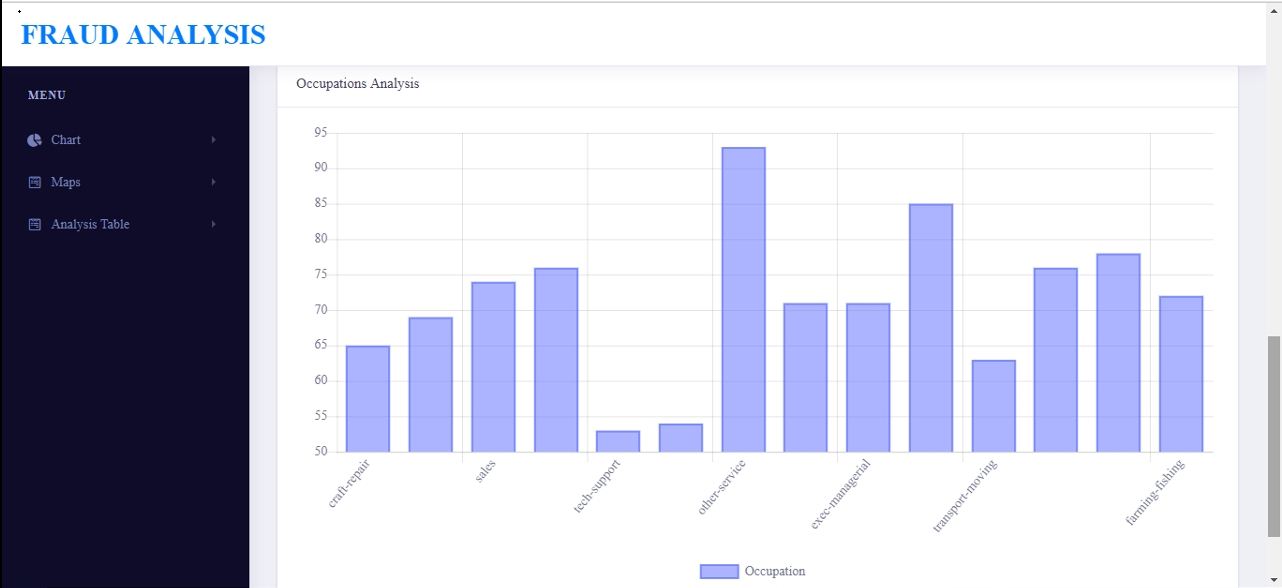 FRAUD ANALYSIS
MENU
Chart
Maps
Analysis Table
Occupations Analysis
95
90
85
80
75
70
65
60
55
50
craft-repair
sales
tech-support
other-service
exec-managerial
transport-moving
farming-fishing
Occupation